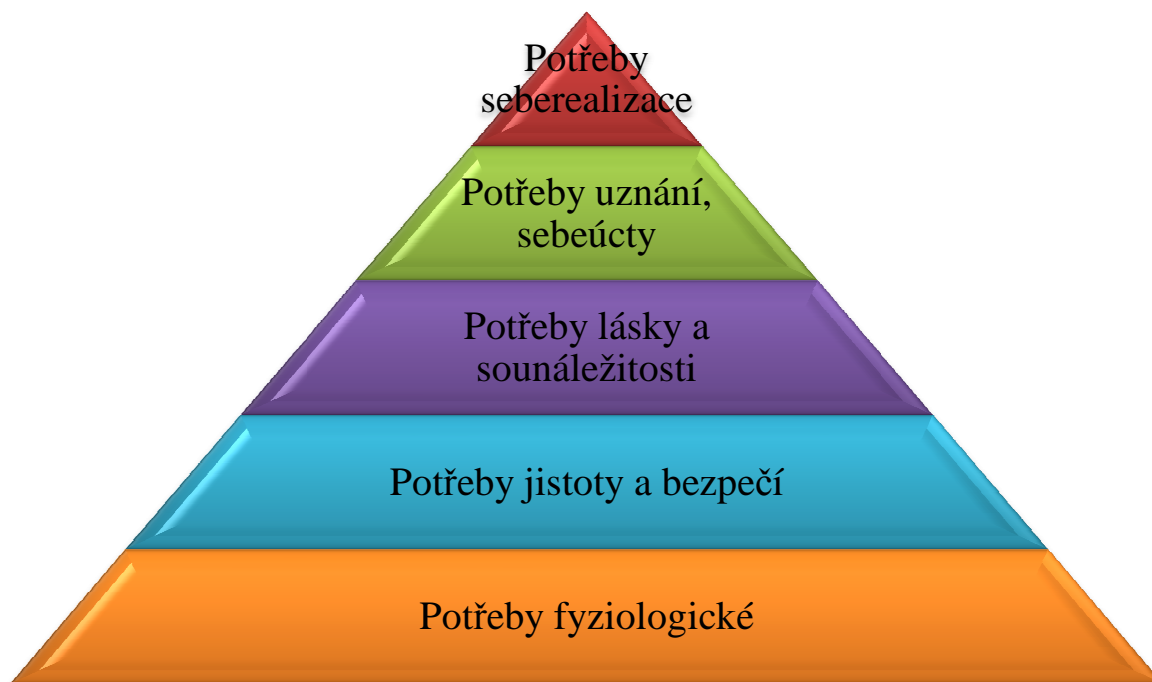 Potřeby
seberealizace
Potřeby uznání,
sebeúcty
Potřeby lásky a
sounáležitosti
Potřeby jistoty a bezpečí
Potřeby fyziologické